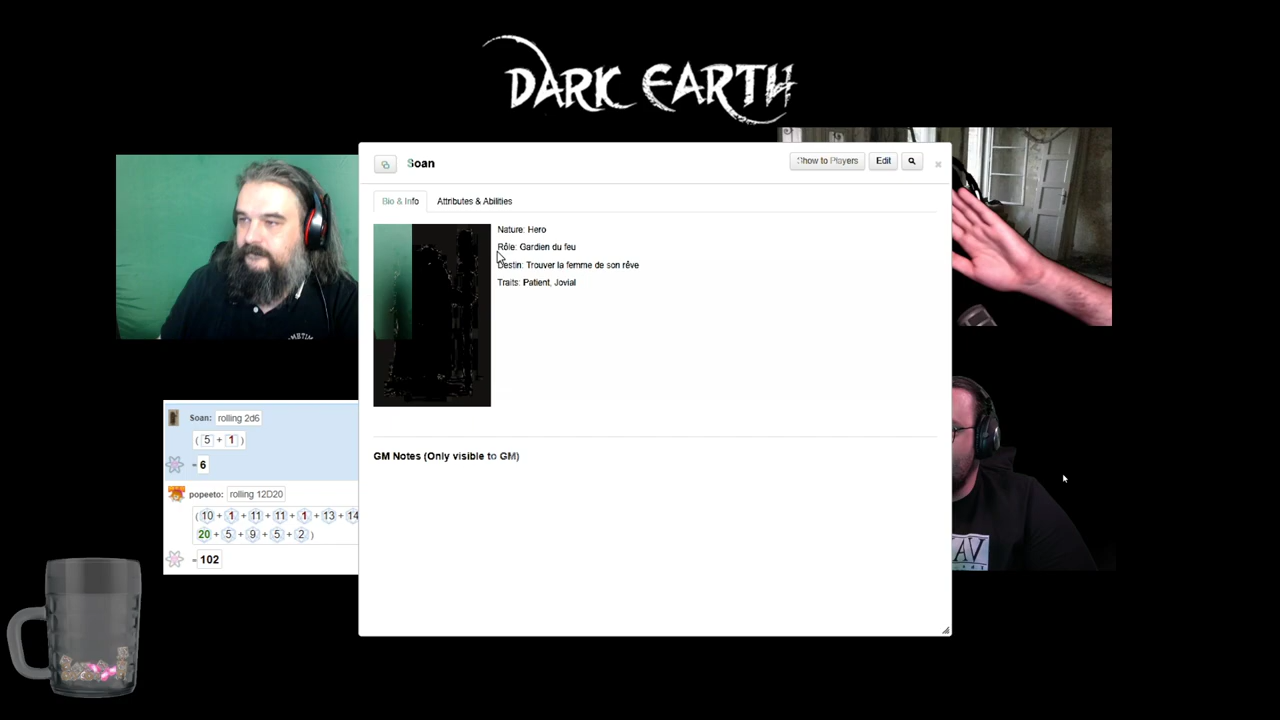 DARK EARTH
Soan
Show to Players
Edit
Bio & Info
Attributes & Abilities
Nature: Hero
Rôle: Gardien du feu
Destin: Trouver la femme de son rêve
Traits: Patient, Jovial
GM Notes (Only visible to GM)
Soan: rolling 2d6
(5+1)
=6
popeeto: rolling 12D20
(10+1+11+11+1+13+14
20+5+9+5+2)
=102
AV